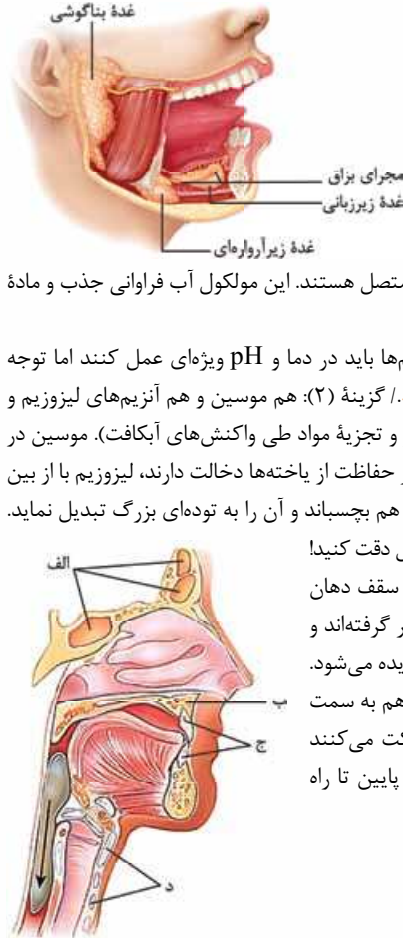 غدهٔ بناگوشی
مجرای بزاق
غدهٔ زیرزبانی
غدهٔ زیرآرواره‌ای
متصل هستند. این مولکول آب فراوانی جذب و مادهٔ
م‌ها باید در دما و pH ویژه‌ای عمل کنند اما توجه
./ گزینهٔ (۲): هم موسین و هم آنزیم‌های لیزوزیم و
و تجزیهٔ مواد طی واکنش‌های آبکافت). موسین در
ر حفاظت از یاخته‌ها دخالت دارند، لیزوزیم با از بین
هم بچسباند و آن را به توده‌ای بزرگ تبدیل نماید.
ی دقت کنید!
سقف دهان
ر گرفته‌اند و
یده می‌شود.
هم به سمت
کت می‌کنند
پایین تا راه
الف
ب
ج
د